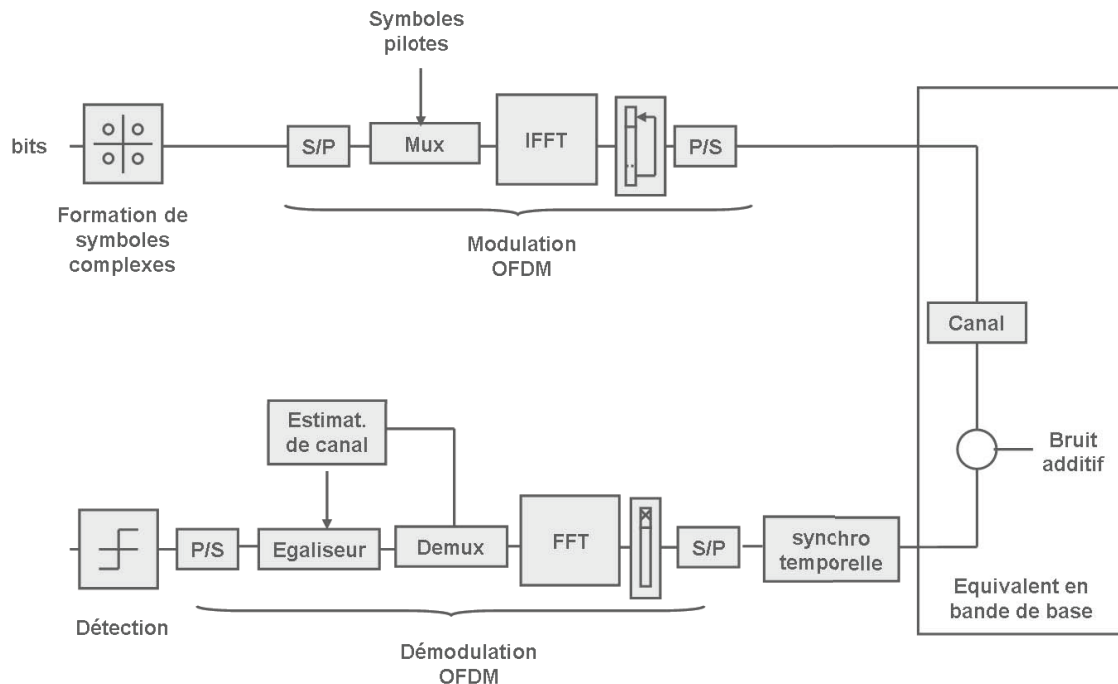 Symboles
pilotes
bits
S/P
Mux
IFFT
P/S
Formation de
symboles
complexes
Modulation
OFDM
Canal
Bruit
additif
Estimat.
de canal
P/S
Egaliseur
Demux
FFT
S/P
synchro
temporelle
Equivalent en
bande de base
Détection
Démodulation
OFDM